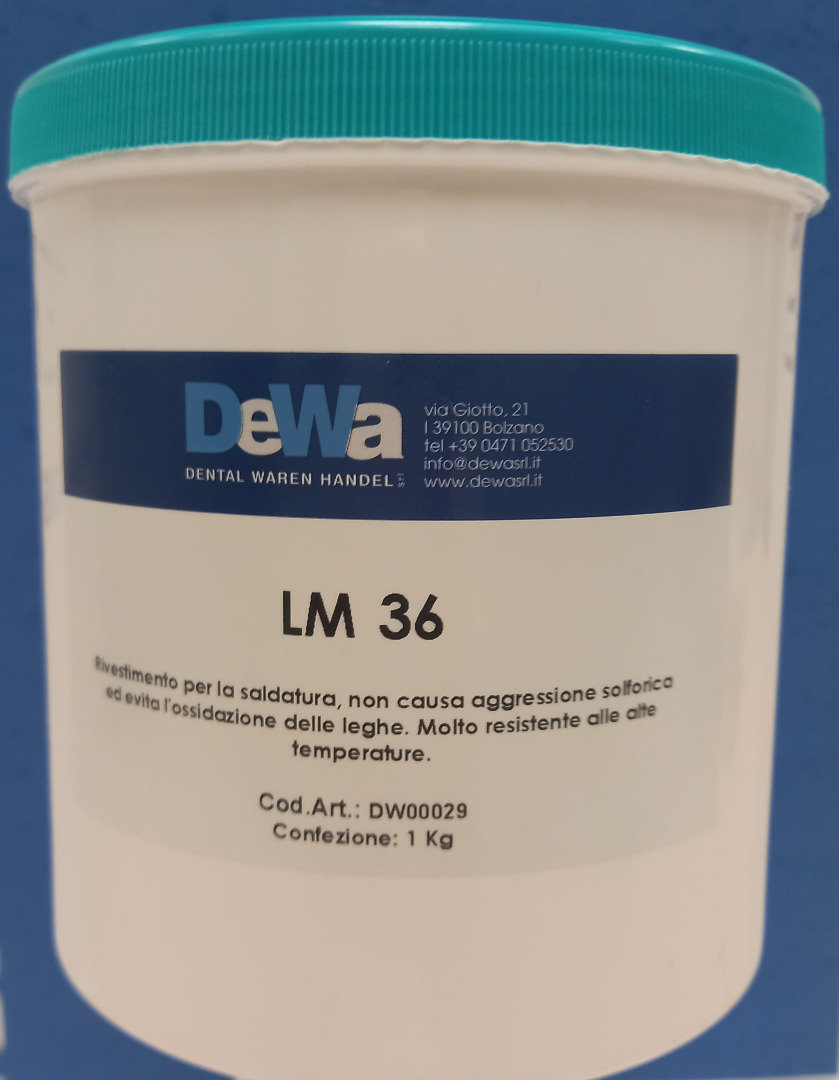 DeWa
DENTAL WAREN HANDEL srl
via Giotto, 21
I 39100 Bolzano
tel +39 0471 052530
info@dewasrl.it
www.dewasrl.it
LM 36
Rivestimento per la saldatura, non causa aggressione solforica
ed evita l'ossidazione delle leghe. Molto resistente alle alte
temperature.
Cod.Art.: DW00029
Confezione: 1 Kg